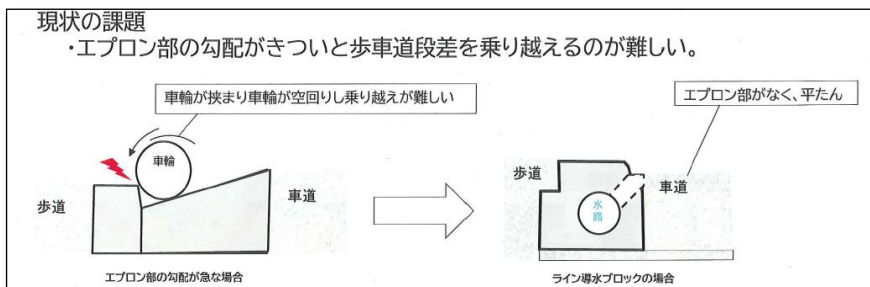 現状の課題
・エプロン部の勾配がきついと歩車道段差を乗り越えるのが難しい。
車輪が挟まり車輪が空回りし乗り越えが難しい
エプロン部がなく、平たん
車輪
歩道
車道
歩道
車道
水路
エプロン部の勾配が急な場合
ライン導水ブロックの場合